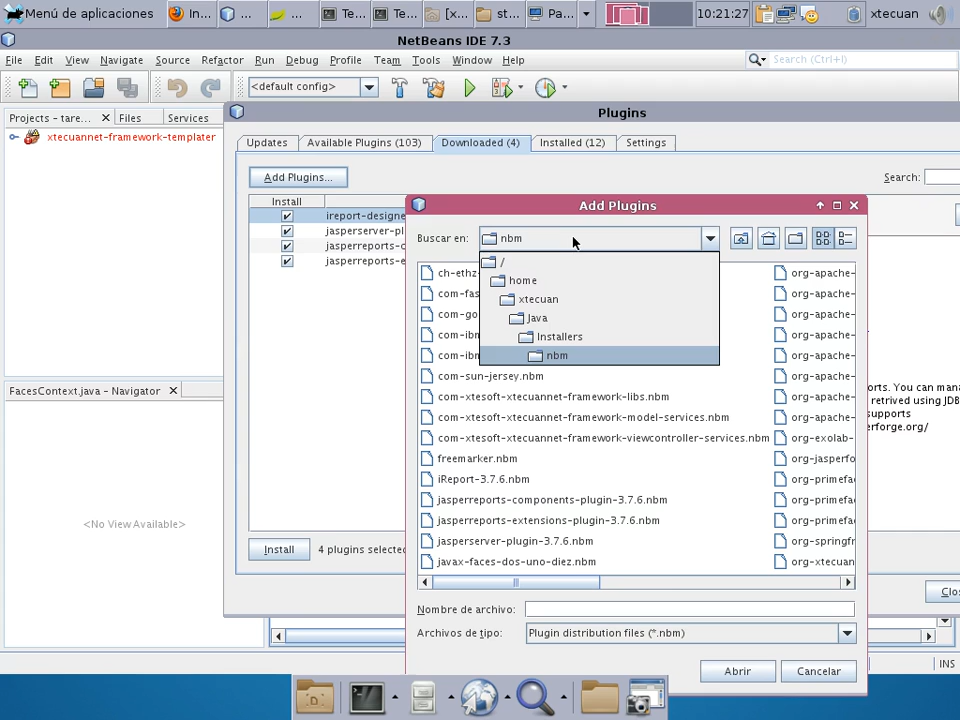 Menú de aplicaciones
In...
...
...
Te...
Te...
[x...
st...
Pa...
10:21:27
xtecuan
NetBeans IDE 7.3
File Edit View Navigate Source Refactor Run Debug Profile Team Tools Window Help
Search (Ctrl+I)
<default config>
Projects – tare... Files Services
xtecuannet-framework-templater
Plugins
Updates Available Plugins (103) Downloaded (4) Installed (12) Settings
Add Plugins...
Search:
Install
ireport-designe
jasperserver-pl
jasperreports-c
jasperreports-e
Add Plugins
Buscar en: nbm
/
home
xtecuan
Java
Installers
nbm
ch-ethz
com-fas
com-go
com-ibn
com-ibn
com-sun-jersey.nbm
com-xtesoft-xtecuannet-framework-libs.nbm
com-xtesoft-xtecuannet-framework-model-services.nbm
com-xtesoft-xtecuannet-framework-viewcontroller-services.nbm
freemarker.nbm
iReport-3.7.6.nbm
jasperreports-components-plugin-3.7.6.nbm
jasperreports-extensions-plugin-3.7.6.nbm
jasperserver-plugin-3.7.6.nbm
javax-faces-dos-uno-diez.nbm
org-apache-
org-apache-
org-apache-
org-apache-
org-apache-
org-apache-
org-apache-
org-apache-
org-exolab-
org-jasperfo
org-primefac
org-primefac
org-primefac
org-springfr
org-xtecuan
orts. You can man
retrived using JDB
supports
erforge.org/
FacesContext.java – Navigator
<No View Available>
Install
4 plugins selected
Nombre de archivo:
Archivos de tipo: Plugin distribution files (*.nbm)
Abrir Cancelar
Clo
INS